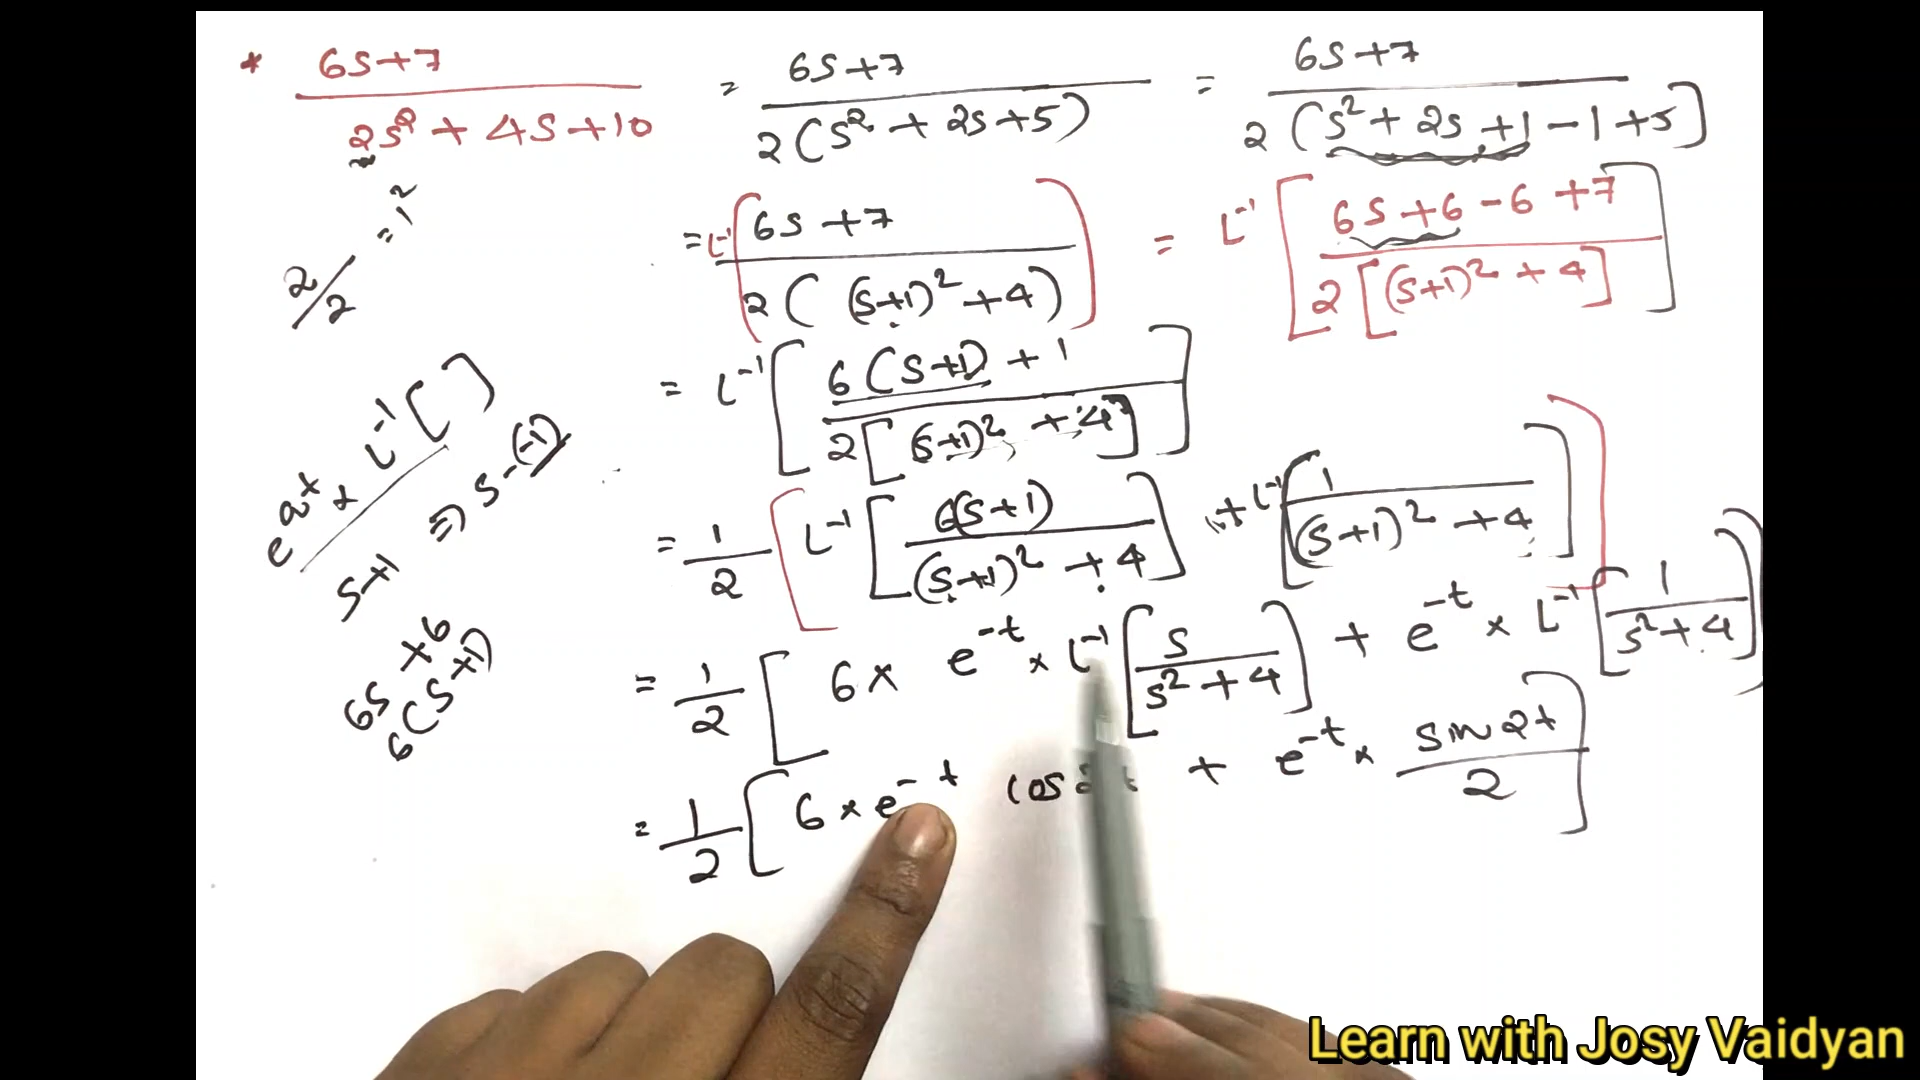 * 6s+7 / 2s² + 4s+10 = 6s+7 / 2(s² + 2s+5) = 6s+7 / 2(s² + 2s +1 -1+5]
2/2 = 1²
= L⁻¹( 6s +7 / 2( (s+1)² +4) ) = L⁻¹[ 6s +6 -6 +7 / 2[(s+1)² + 4] ]
= L⁻¹[ 6(s+1) + 1 / 2[(s+1)² + 4] ]
e^at × L⁻¹[ ]
s+1 ⇒ s-(-1)
= 1/2 [ L⁻¹[ 6(s+1) / (s+1)² + 4 ] + L⁻¹[ 1 / (s+1)² + 4 ] ]
6s +6
6(s+1)
= 1/2 [ 6 × e^-t × L⁻¹[ s / s² + 4 ] + e^-t × L⁻¹[ 1 / s² + 4 ] ]
= 1/2 [ 6 × e^-t cos t + e^-t × sin 2t / 2 ]
Learn with Josy Vaidyan